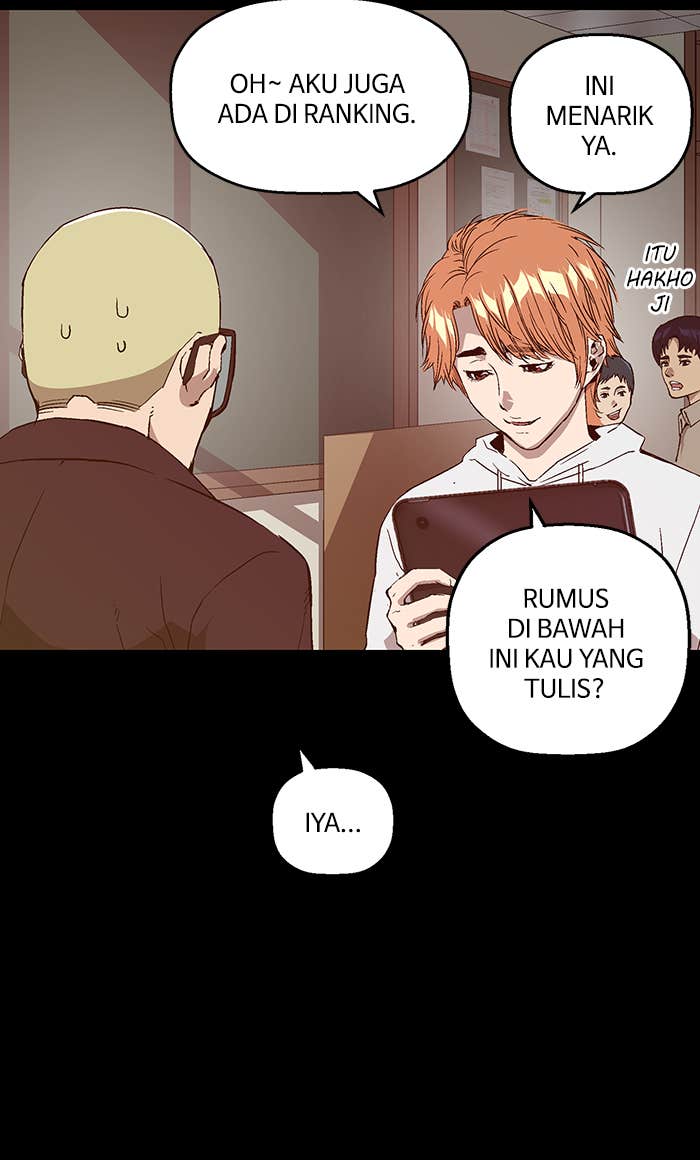 OH~ AKU JUGA
ADA DI RANKING.
INI
MENARIK
YA.
ITU
HAKHO
JI
RUMUS
DI BAWAH
INI KAU YANG
TULIS?
IYA...